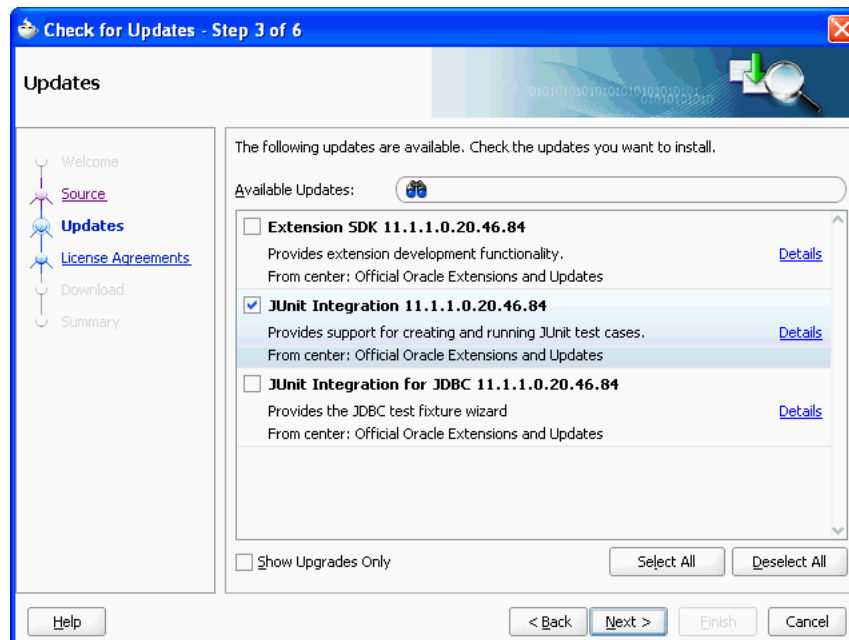 Check for Updates - Step 3 of 6
Updates
Welcome
Source
Updates
License Agreements
Download
Summary
The following updates are available. Check the updates you want to install.
Available Updates:
Extension SDK 11.1.1.0.20.46.84
Provides extension development functionality.
Details
From center: Official Oracle Extensions and Updates
JUnit Integration 11.1.1.0.20.46.84
Provides support for creating and running JUnit test cases.
Details
From center: Official Oracle Extensions and Updates
JUnit Integration for JDBC 11.1.1.0.20.46.84
Provides the JDBC test fixture wizard
Details
From center: Official Oracle Extensions and Updates
Show Upgrades Only
Select All
Deselect All
Help
< Back
Next >
Finish
Cancel